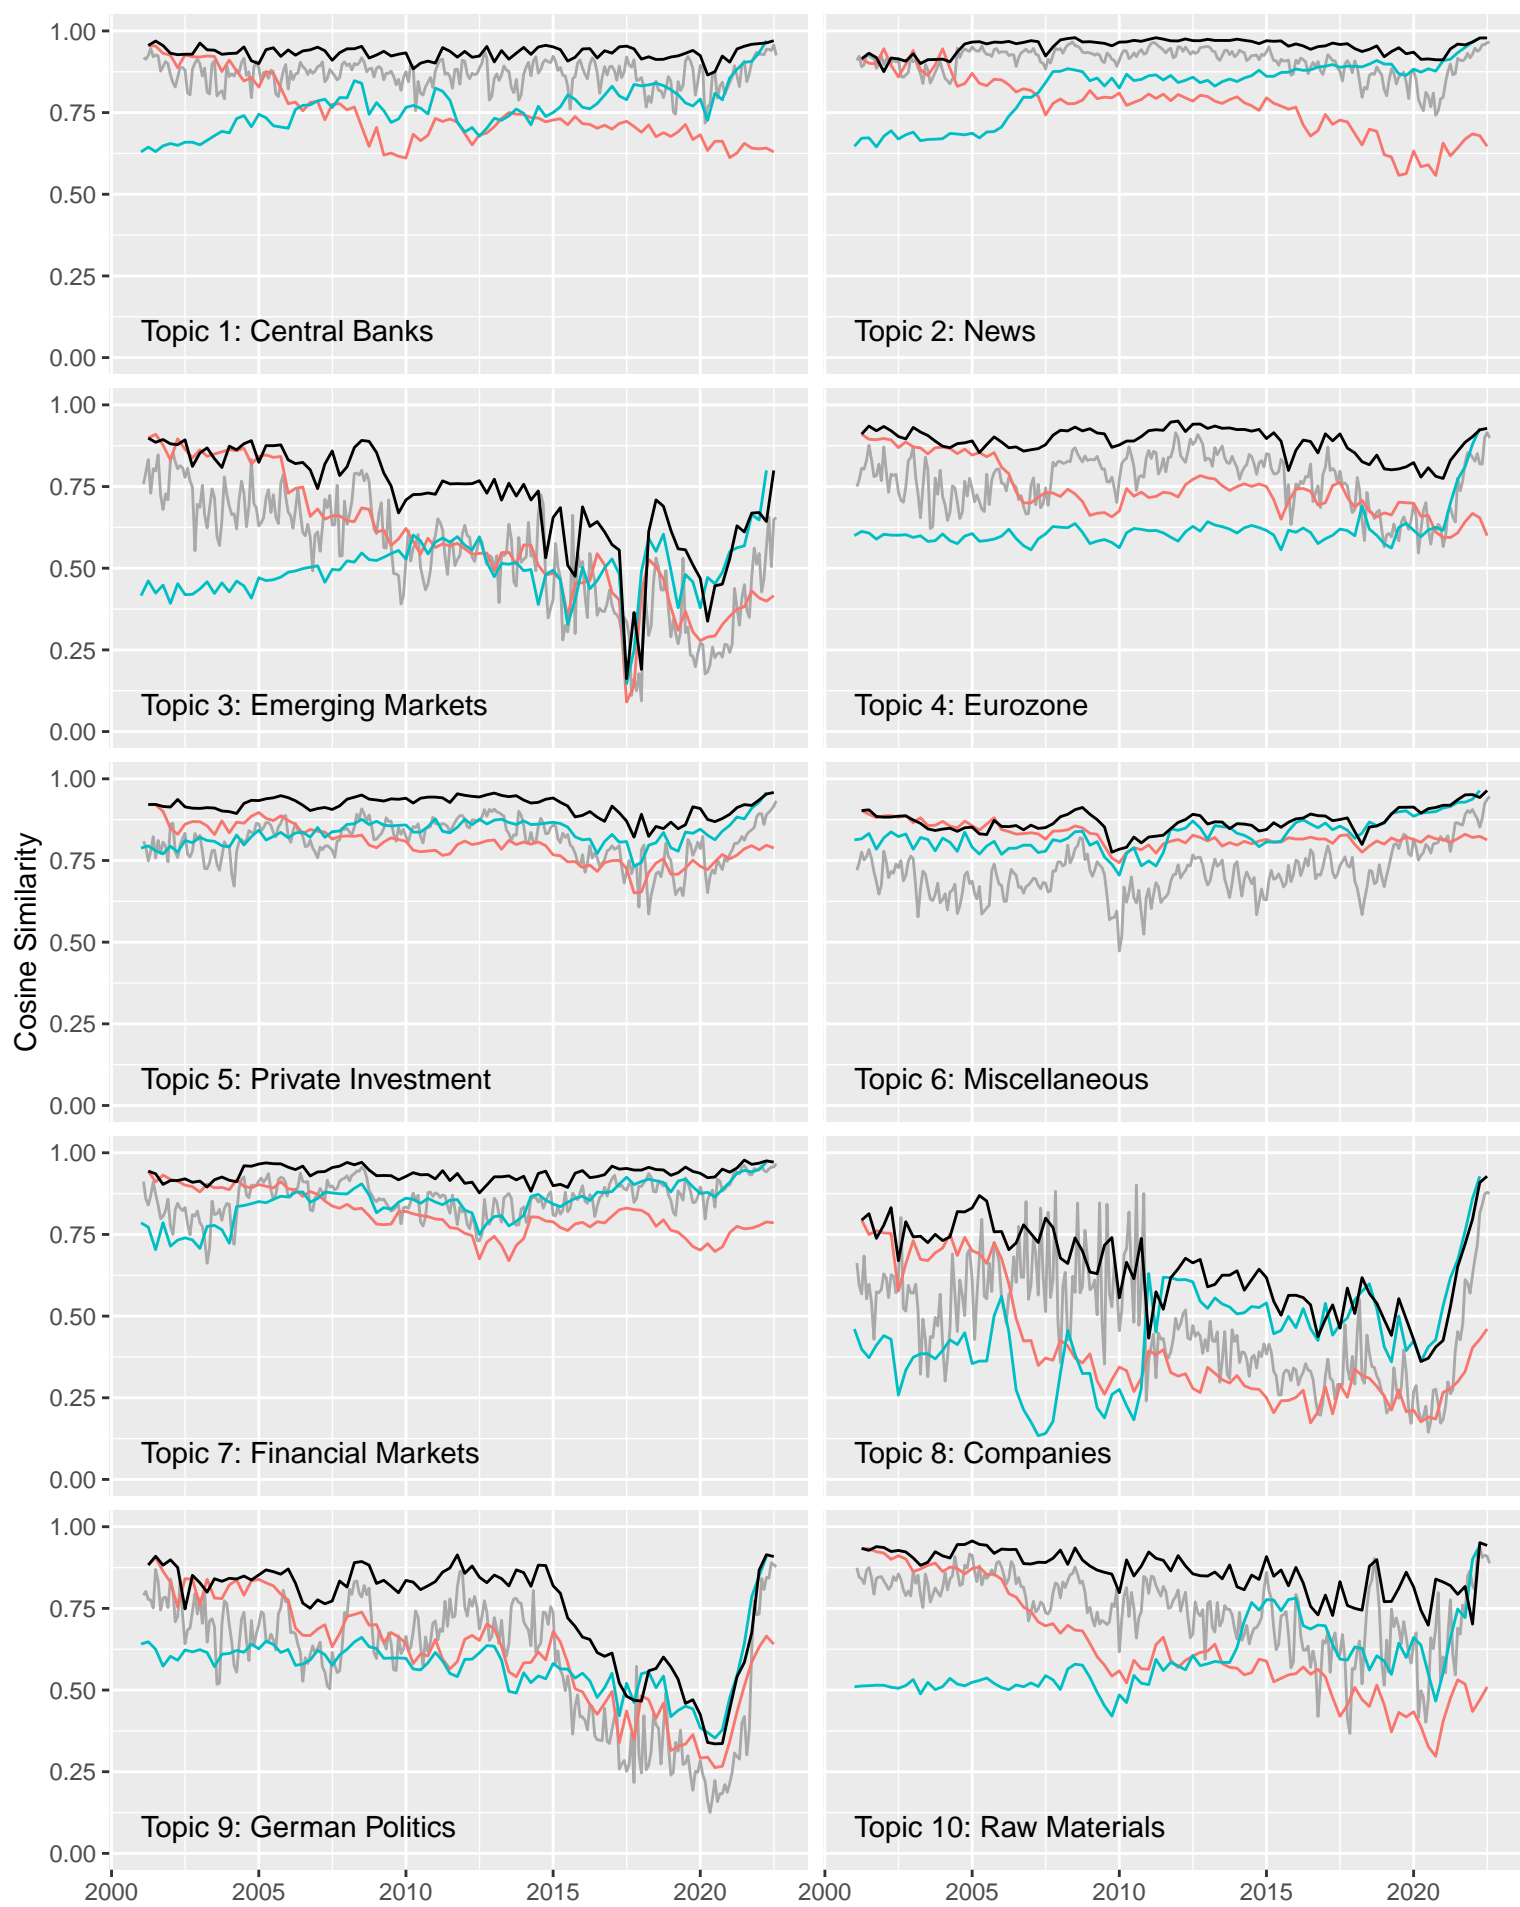 1.00
0.75
0.50
0.25
0.00
Topic 1: Central Banks
Topic 2: News
1.00
0.75
0.50
0.25
0.00
Topic 3: Emerging Markets
Topic 4: Eurozone
Cosine Similarity
1.00
0.75
0.50
0.25
0.00
Topic 5: Private Investment
Topic 6: Miscellaneous
1.00
0.75
0.50
0.25
0.00
Topic 7: Financial Markets
Topic 8: Companies
1.00
0.75
0.50
0.25
0.00
Topic 9: German Politics
Topic 10: Raw Materials
2000 2005 2010 2015 2020 2000 2005 2010 2015 2020